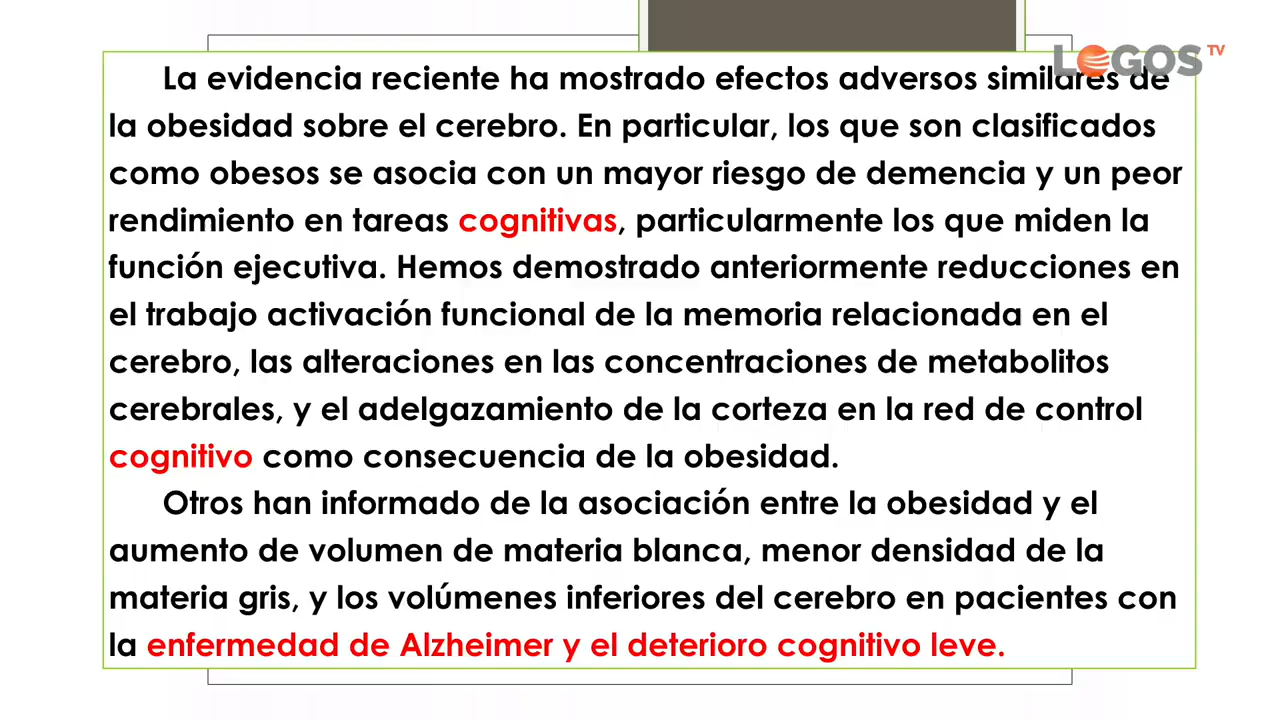 LOGOS TV
La evidencia reciente ha mostrado efectos adversos similares de
la obesidad sobre el cerebro. En particular, los que son clasificados
como obesos se asocia con un mayor riesgo de demencia y un peor
rendimiento en tareas cognitivas, particularmente los que miden la
función ejecutiva. Hemos demostrado anteriormente reducciones en
el trabajo activación funcional de la memoria relacionada en el
cerebro, las alteraciones en las concentraciones de metabolitos
cerebrales, y el adelgazamiento de la corteza en la red de control
cognitivo como consecuencia de la obesidad.
Otros han informado de la asociación entre la obesidad y el
aumento de volumen de materia blanca, menor densidad de la
materia gris, y los volúmenes inferiores del cerebro en pacientes con
la enfermedad de Alzheimer y el deterioro cognitivo leve.